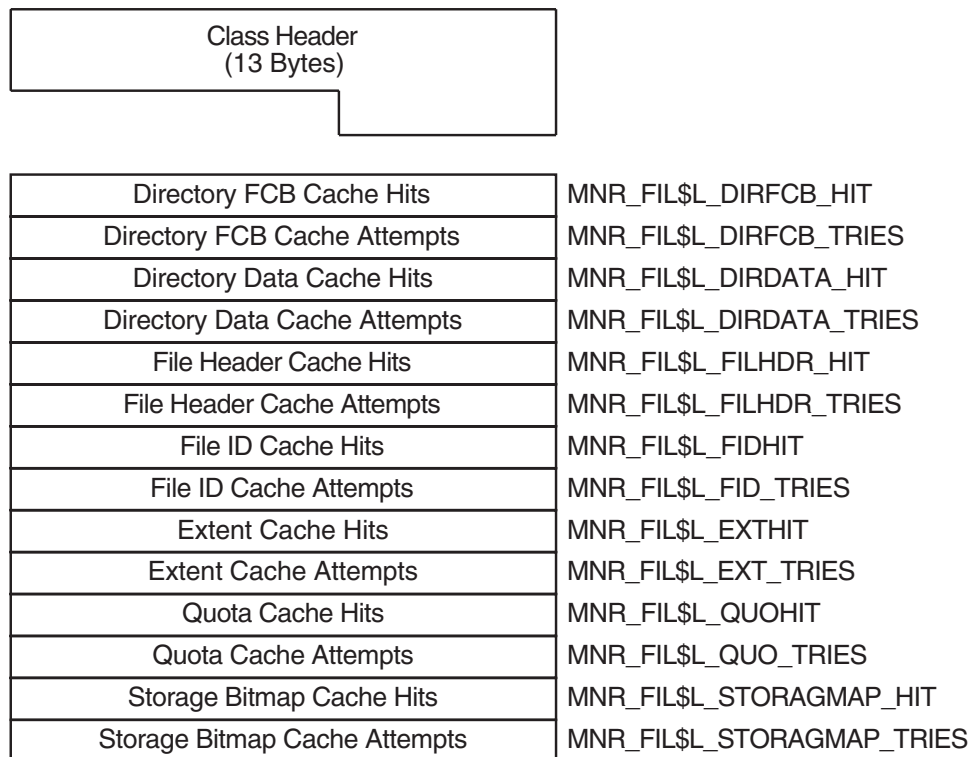 Class Header
(13 Bytes)
Directory FCB Cache Hits MNR_FIL$L_DIRFCB_HIT
Directory FCB Cache Attempts MNR_FIL$L_DIRFCB_TRIES
Directory Data Cache Hits MNR_FIL$L_DIRDATA_HIT
Directory Data Cache Attempts MNR_FIL$L_DIRDATA_TRIES
File Header Cache Hits MNR_FIL$L_FILHDR_HIT
File Header Cache Attempts MNR_FIL$L_FILHDR_TRIES
File ID Cache Hits MNR_FIL$L_FIDHIT
File ID Cache Attempts MNR_FIL$L_FID_TRIES
Extent Cache Hits MNR_FIL$L_EXTHIT
Extent Cache Attempts MNR_FIL$L_EXT_TRIES
Quota Cache Hits MNR_FIL$L_QUOHIT
Quota Cache Attempts MNR_FIL$L_QUO_TRIES
Storage Bitmap Cache Hits MNR_FIL$L_STORAGMAP_HIT
Storage Bitmap Cache Attempts MNR_FIL$L_STORAGMAP_TRIES